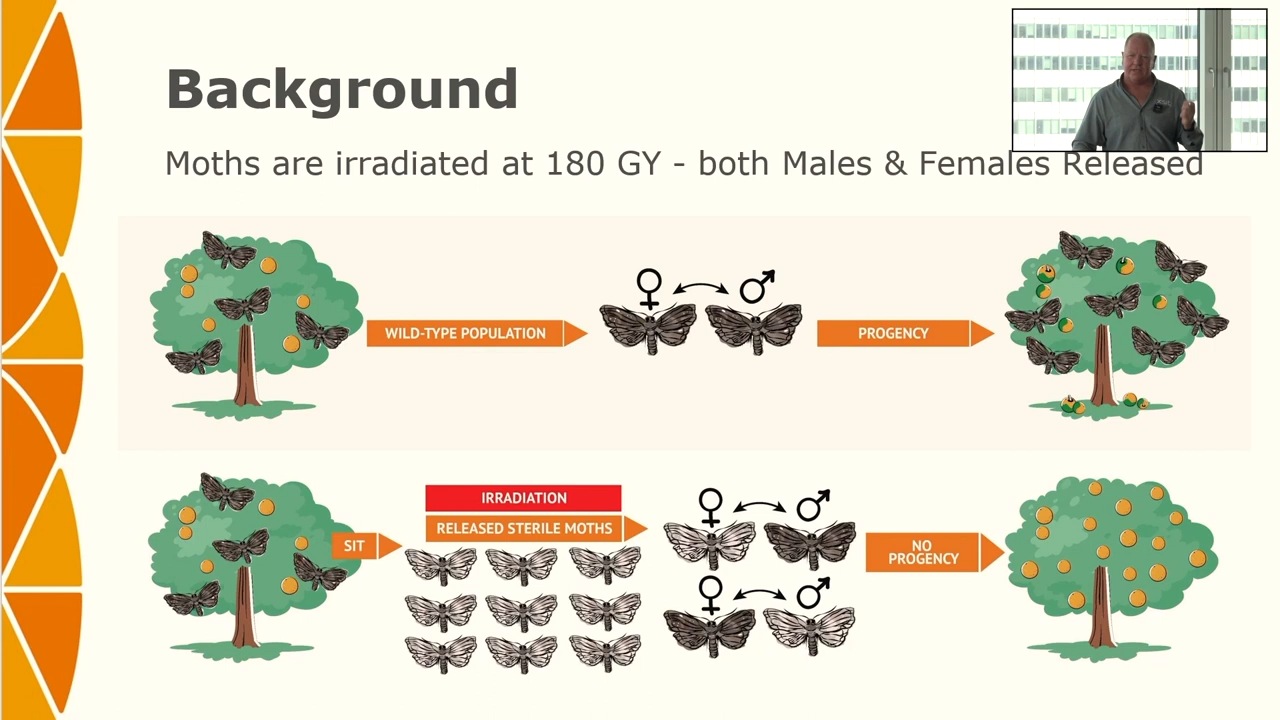 Background
Moths are irradiated at 180 GY - both Males & Females Released
WILD-TYPE POPULATION
PROGENCY
IRRADIATION
RELEASED STERILE MOTHS
SIT
NO
PROGENCY